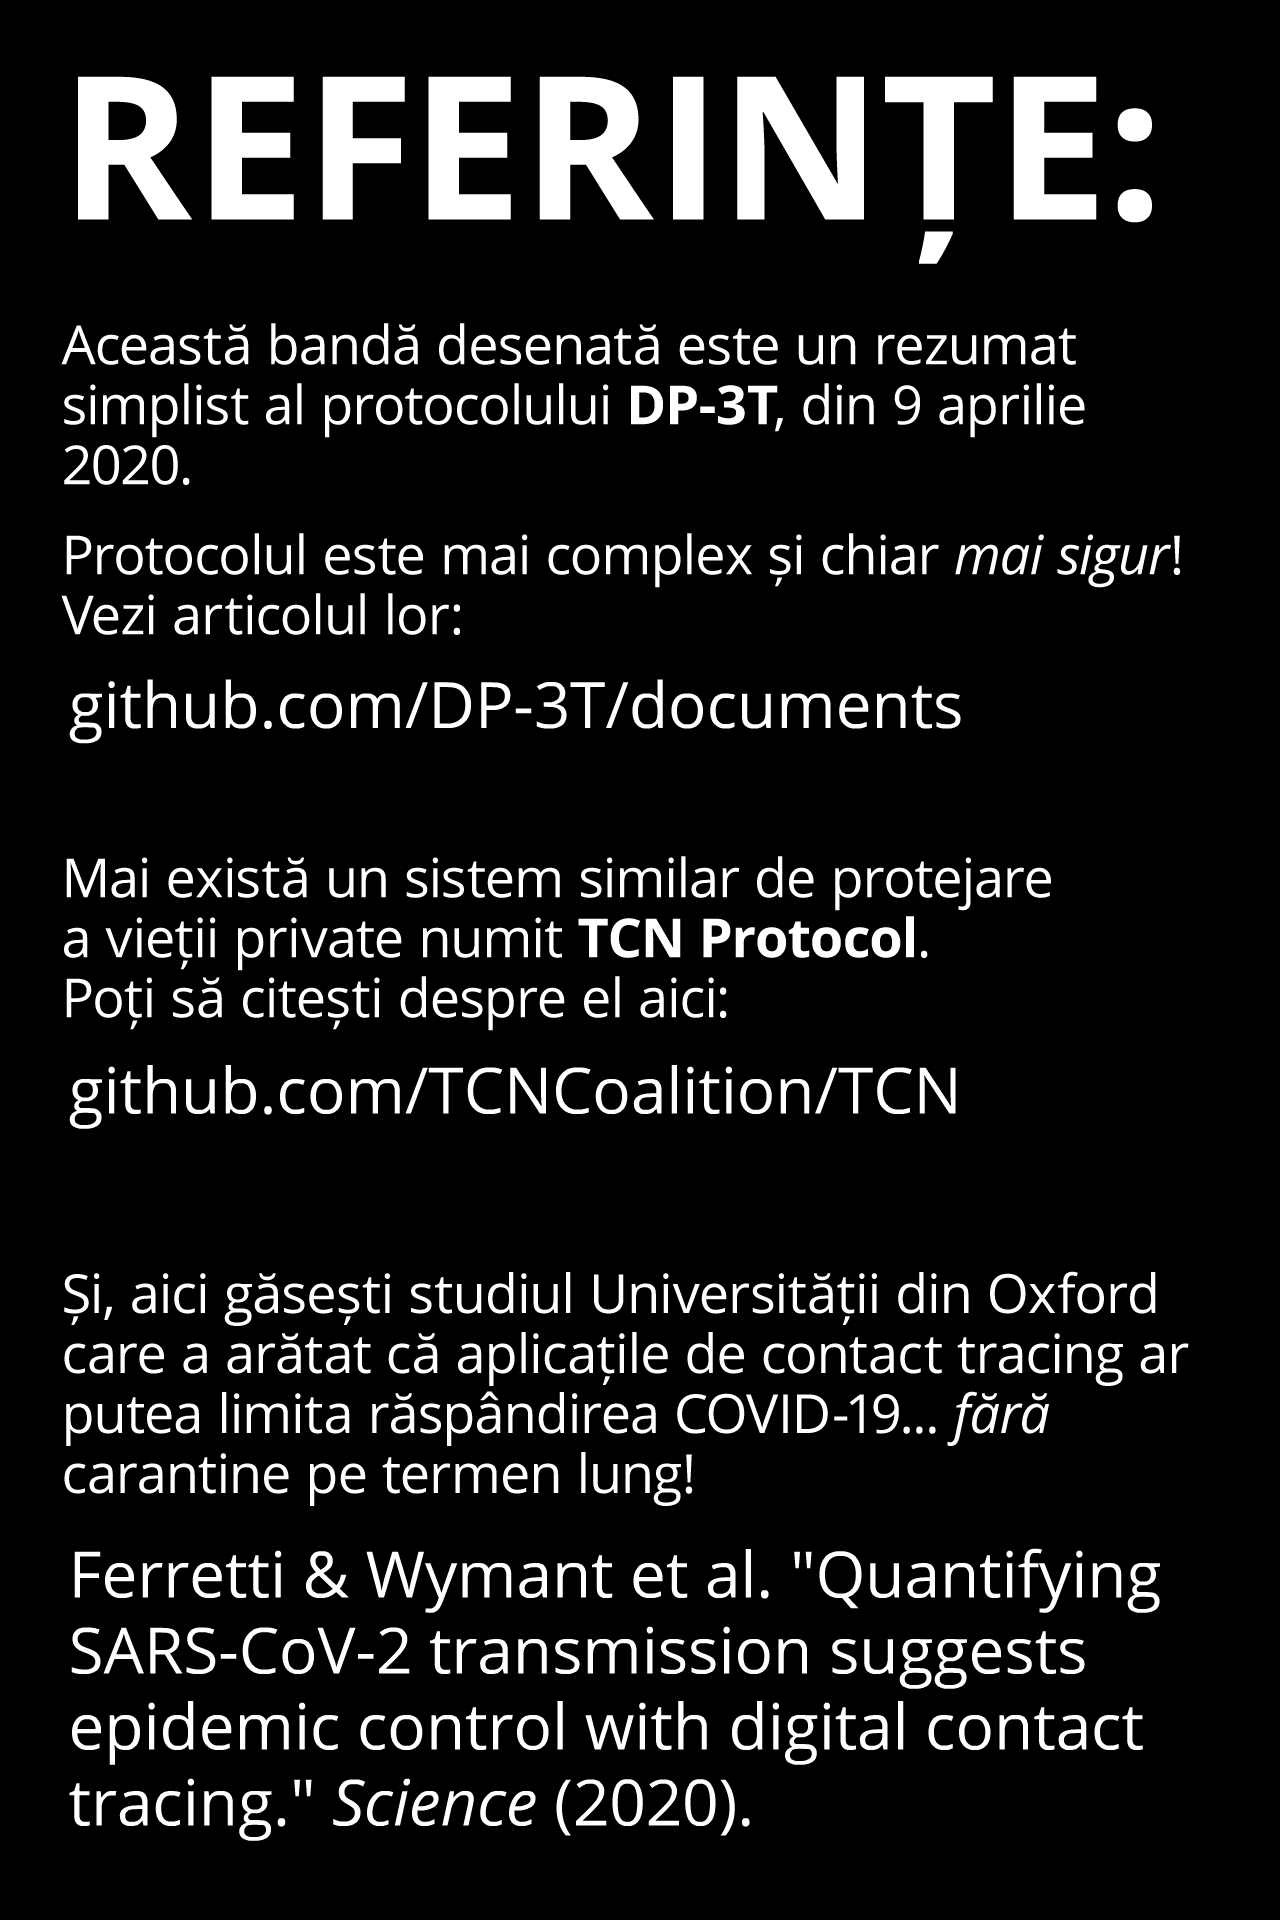 REFERINȚE:
Această bandă desenată este un rezumat
simplist al protocolului DP-3T, din 9 aprilie
2020.
Protocolul este mai complex și chiar mai sigur!
Vezi articolul lor:
github.com/DP-3T/documents
Mai există un sistem similar de protejare
a vieții private numit TCN Protocol.
Poți să citești despre el aici:
github.com/TCNCoalition/TCN
Și, aici găsești studiul Universității din Oxford
care a arătat că aplicațile de contact tracing ar
putea limita răspândirea COVID-19... fără
carantine pe termen lung!
Ferretti & Wymant et al. "Quantifying
SARS-CoV-2 transmission suggests
epidemic control with digital contact
tracing." Science (2020).